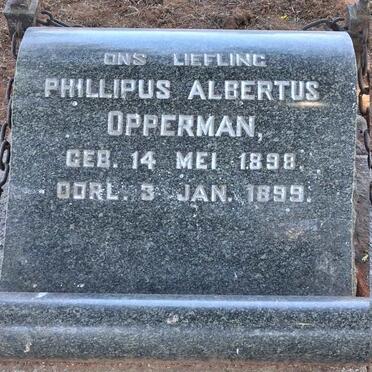 ONS LIEFLING
PHILLIPUS ALBERTUS
OPPERMAN,
GEB. 14 MEI 1898.
OORL. 3 JAN. 1899.